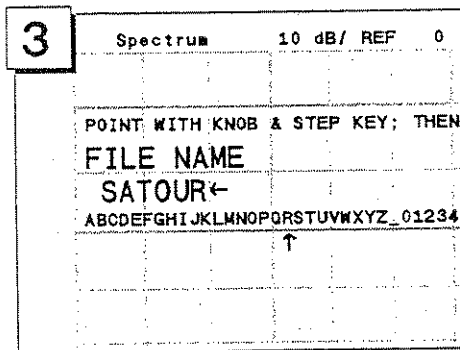 3
Spectrum 10 dB/ REF 0
POINT WITH KNOB & STEP KEY; THEN
FILE NAME
SATOUR←
ABCDEFGHIJKLMNOPQRSTUVWXYZ_01234
↑